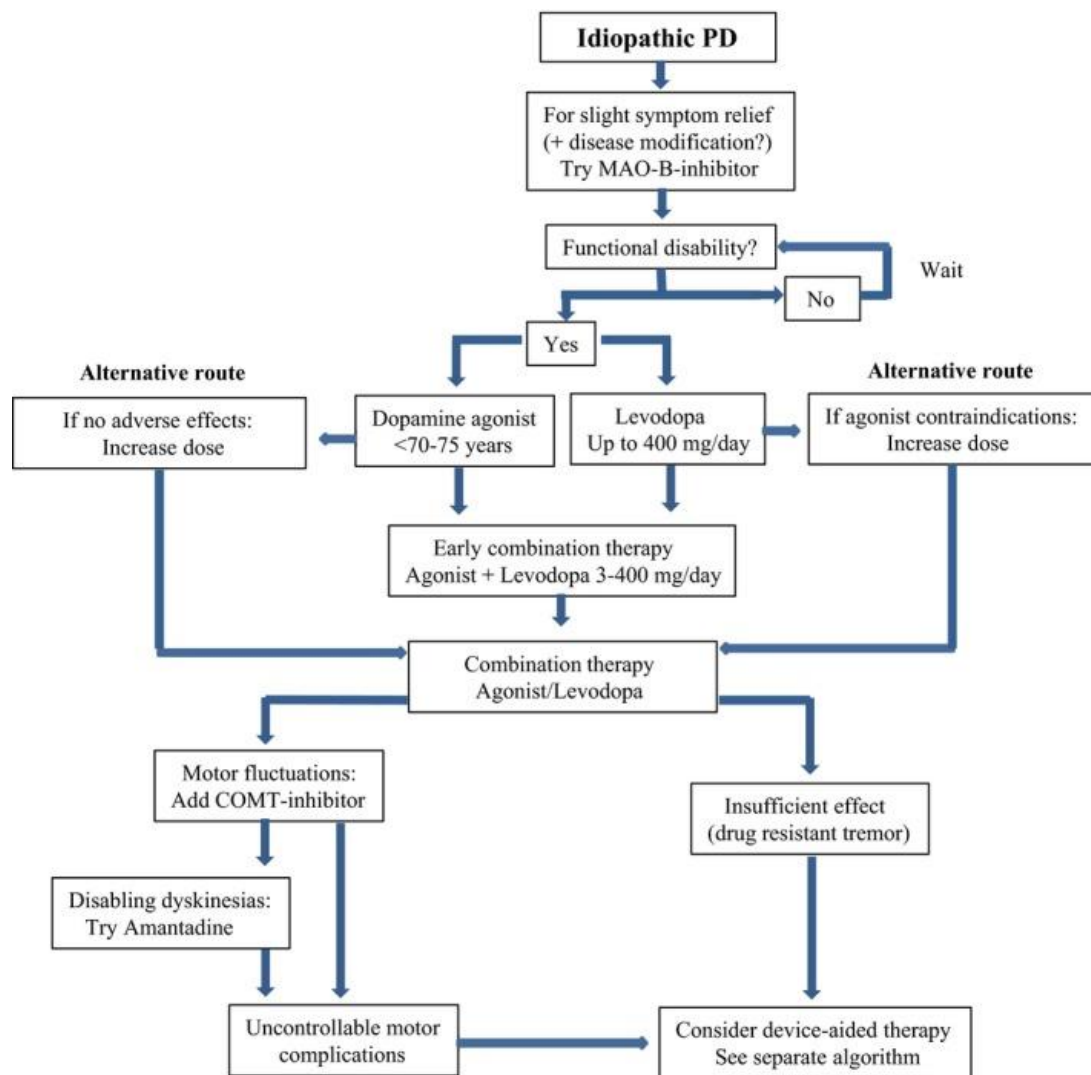 Idiopathic PD
For slight symptom relief
(+ disease modification?)
Try MAO-B-inhibitor
Functional disability?
Wait
No
Yes
Alternative route
Alternative route
If no adverse effects:
Increase dose
Dopamine agonist
<70-75 years
Levodopa
Up to 400 mg/day
If agonist contraindications:
Increase dose
Early combination therapy
Agonist + Levodopa 3-400 mg/day
Combination therapy
Agonist/Levodopa
Motor fluctuations:
Add COMT-inhibitor
Insufficient effect
(drug resistant tremor)
Disabling dyskinesias:
Try Amantadine
Uncontrollable motor
complications
Consider device-aided therapy
See separate algorithm